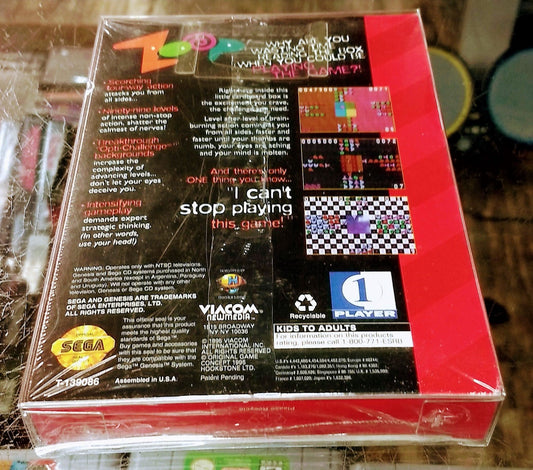 ZOOP
WHY ARE YOU
WASTING TIME
READING THE BOX
WHEN YOU COULD BE
PLAYING
THE GAME?!
• Scorching
four-way action
attacks you from
all sides...
• Ninety-nine levels
of intense non-stop
action, shatter the
calmest of nerves!
• Breakthrough
"Opti-Challenge"
backgrounds
increase the
complexity of
advancing levels...
don't let your eyes
deceive you.
• Intensifying
gameplay
demands expert
strategic thinking.
(In other words,
use your head!)
Right now inside this
little cardboard box is
the excitement you crave,
the challenge you need.
Level after level of brain-
burning action coming at you
from all sides, faster and
faster until your thumbs are
numb, your eyes are aching
and your mind is molten.
And there's only
ONE thing you know...
"I can't
stop playing
this game!"
WARNING: Operates only with NTSC televisions,
Genesis and Sega CD systems purchased in North
and South America (except in Argentina, Paraguay
and Uruguay). Will not operate with any other
television, Genesis or Sega CD systems.
SEGA AND GENESIS ARE TRADEMARKS
OF SEGA ENTERPRISES, LTD.
ALL RIGHTS RESERVED.
SEGA
This official seal is your
assurance that this product
meets the highest quality
standards of Sega™.
Buy games and accessories
with this seal to be sure that
they are compatible with the
Sega™ Genesis™ System.
T-139086
Assembled in U.S.A.
VIACOM
newmedia
1515 BROADWAY
NY NY 10036
© 1995 VIACOM
INTERNATIONAL INC.
ALL RIGHTS RESERVED
© ORIGINAL GAME
CONCEPT 1995
HOOKSTONE LTD.
Patent Pending
Please
Recycle
1
PLAYER
KIDS TO ADULTS
For information on this products
rating, please call 1-800-771-ESRB